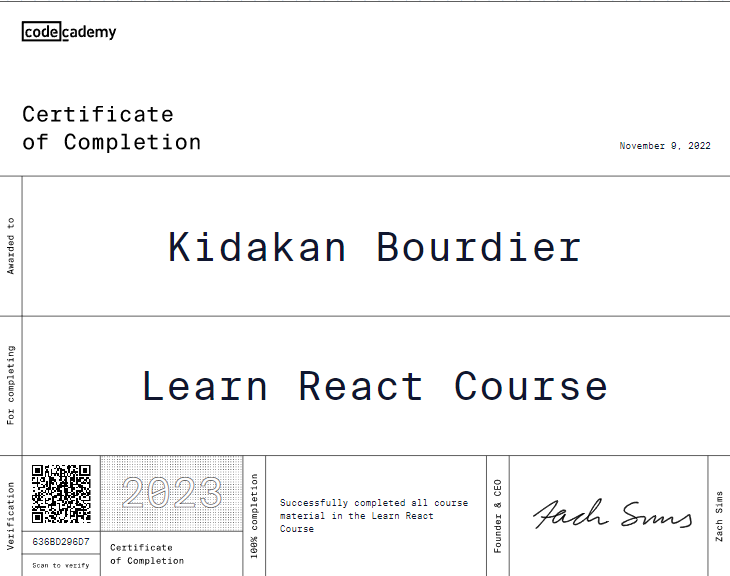 codecademy
Certificate
of Completion
November 9, 2022
Awarded to
Kidakan Bourdier
For completing
Learn React Course
Verification
636BD296D7
Scan to verify
2023
Certificate
of Completion
100% completion
Successfully completed all course
material in the Learn React
Course
Founder & CEO
Zach Sims
Zach Sims